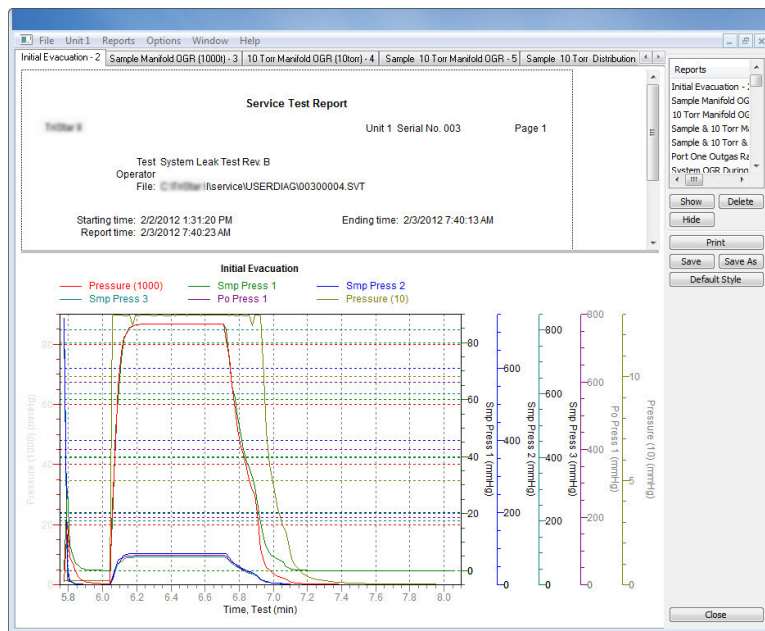 File Unit 1 Reports Options Window Help
Initial Evacuation - 2 Sample Manifold OGR (1000t) - 3 10 Torr Manifold OGR (10torr) - 4 Sample 10 Torr Manifold OGR - 5 Sample 10 Torr Distribution
Service Test Report
TriStar II Unit 1 Serial No. 003 Page 1
Test System Leak Test Rev. B
Operator
File: C:\TriStar II\service\USERDIAG\00300004.SVT
Starting time: 2/2/2012 1:31:20 PM Ending time: 2/3/2012 7:40:13 AM
Report time: 2/3/2012 7:40:23 AM
Initial Evacuation
Pressure (1000) Smp Press 1 Smp Press 2
Smp Press 3 Po Press 1 Pressure (10)
Pressure (1000) (mmHg)
0 20 40 60 80
5.8 6.0 6.2 6.4 6.6 6.8 7.0 7.2 7.4 7.6 7.8 8.0
Time, Test (min)
80 60 40 20 0
Smp Press 1 (mmHg)
600 400 200 0
Smp Press 2 (mmHg)
800 600 400 200 0
Smp Press 3 (mmHg)
800 600 400 200 0
Po Press 1 (mmHg)
10 5 0
Pressure (10) (mmHg)
Reports
Initial Evacuation - 2
Sample Manifold OG
10 Torr Manifold OG
Sample & 10 Torr M
Sample & 10 Torr &
Port One Outgas Ra
System OGR During
Show Delete
Hide
Print
Save Save As
Default Style
Close